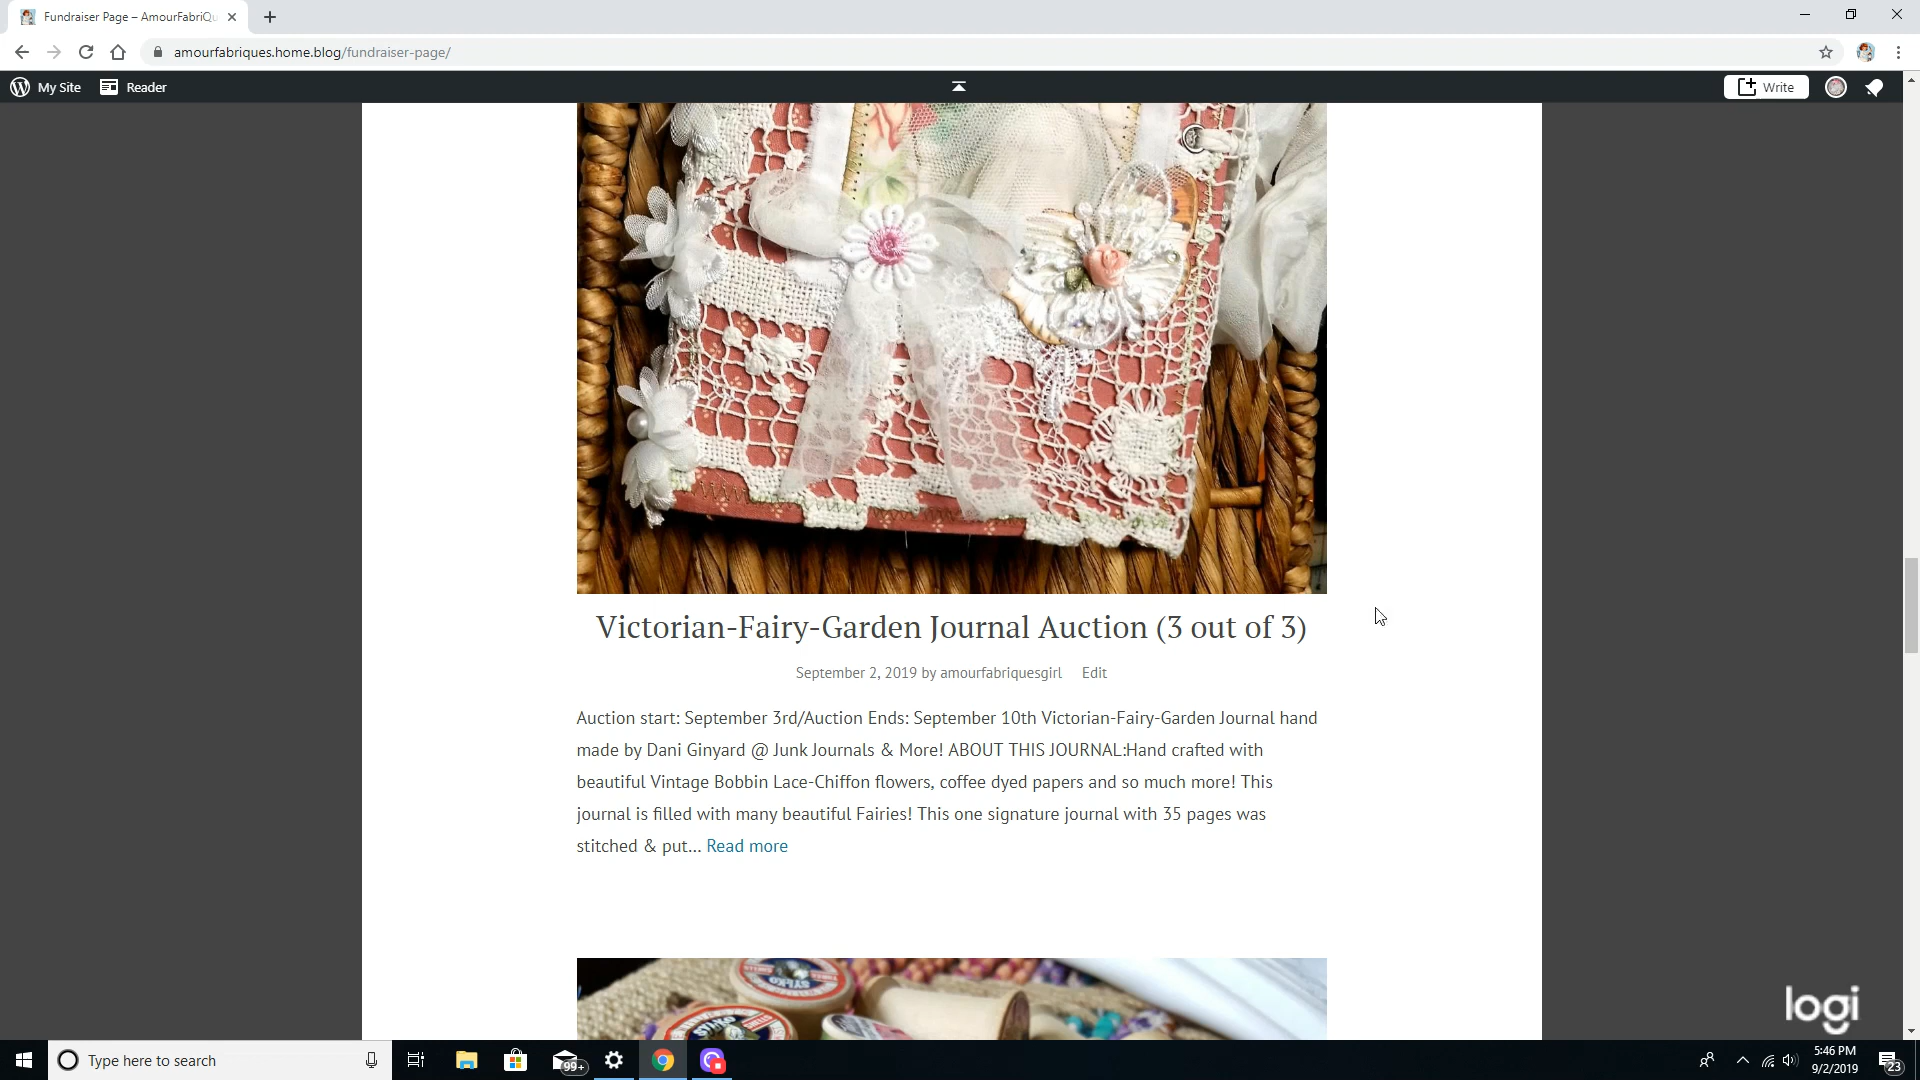 Fundraiser Page – AmourFabriQu
amourfabriques.home.blog/fundraiser-page/
My Site
Reader
Write
Victorian-Fairy-Garden Journal Auction (3 out of 3)
September 2, 2019 by amourfabriquesgirl Edit
Auction start: September 3rd/Auction Ends: September 10th Victorian-Fairy-Garden Journal hand
made by Dani Ginyard @ Junk Journals & More! ABOUT THIS JOURNAL:Hand crafted with
beautiful Vintage Bobbin Lace-Chiffon flowers, coffee dyed papers and so much more! This
journal is filled with many beautiful Fairies! This one signature journal with 35 pages was
stitched & put... Read more
SYLKO
logi
Type here to search
99+
5:46 PM
9/2/2019
23